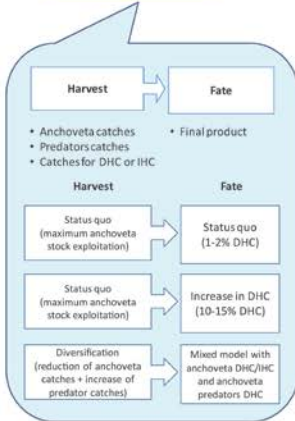 Harvest
Fate
• Anchoveta catches
• Predators catches
• Catches for DHC or IHC
• Final product
Harvest
Fate
Status quo
(maximum anchoveta
stock exploitation)
Status quo
(1-2% DHC)
Status quo
(maximum anchoveta
stock exploitation)
Increase in DHC
(10-15% DHC)
Diversification
(reduction of anchoveta
catches + increase of
predator catches)
Mixed model with
anchoveta DHC/IHC
and anchoveta
predators DHC